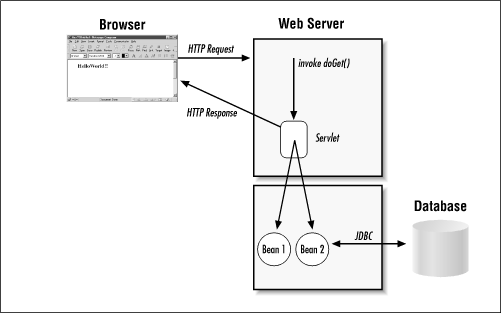 Browser
Web Server
HTTP Request
invoke doGet()
HelloWorld!!
HTTP Response
Servlet
Database
JDBC
Bean 1
Bean 2